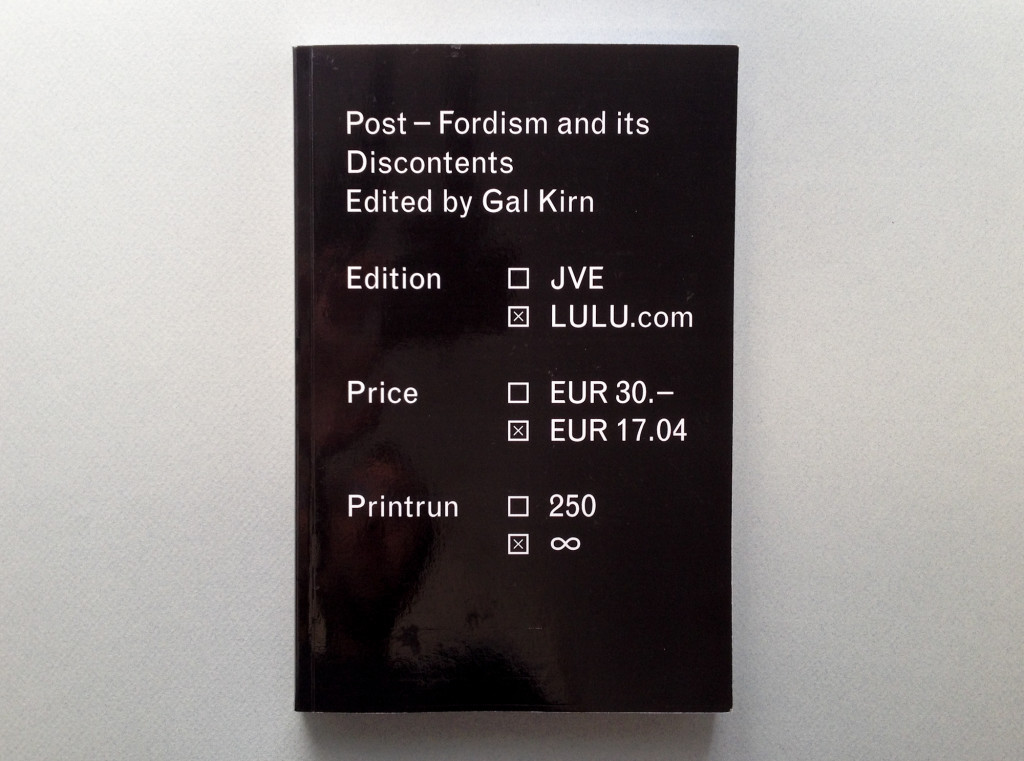 Post – Fordism and its
Discontents
Edited by Gal Kirn
Edition ☐ JVE
☒ LULU.com
Price ☐ EUR 30.–
☒ EUR 17.04
Printrun ☐ 250
☒ ∞